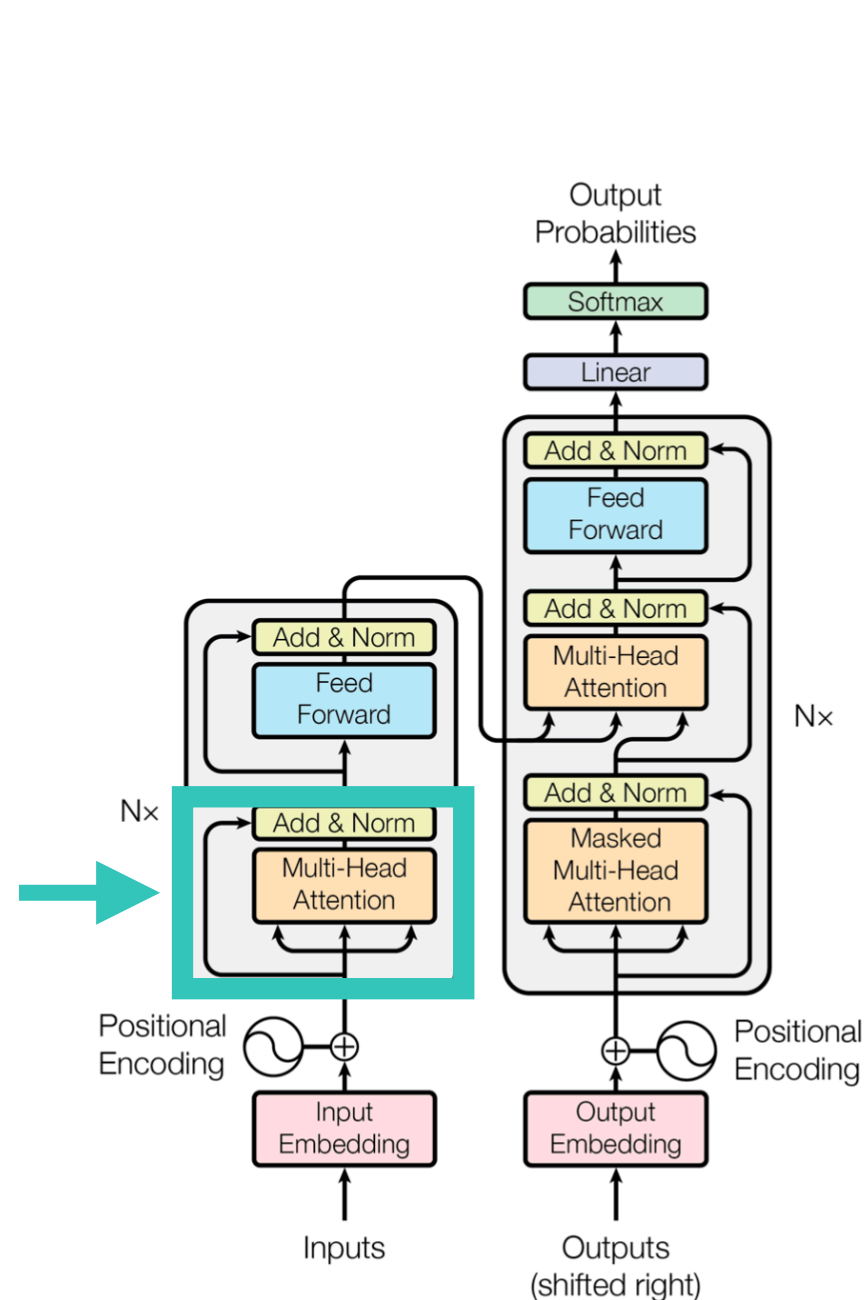 Output
Probabilities
Softmax
Linear
Add & Norm
Feed
Forward
Add & Norm
Multi-Head
Attention
Nx
Add & Norm
Masked
Multi-Head
Attention
Add & Norm
Feed
Forward
Nx
Add & Norm
Multi-Head
Attention
Positional
Encoding
Positional
Encoding
Input
Embedding
Output
Embedding
Inputs
Outputs
(shifted right)